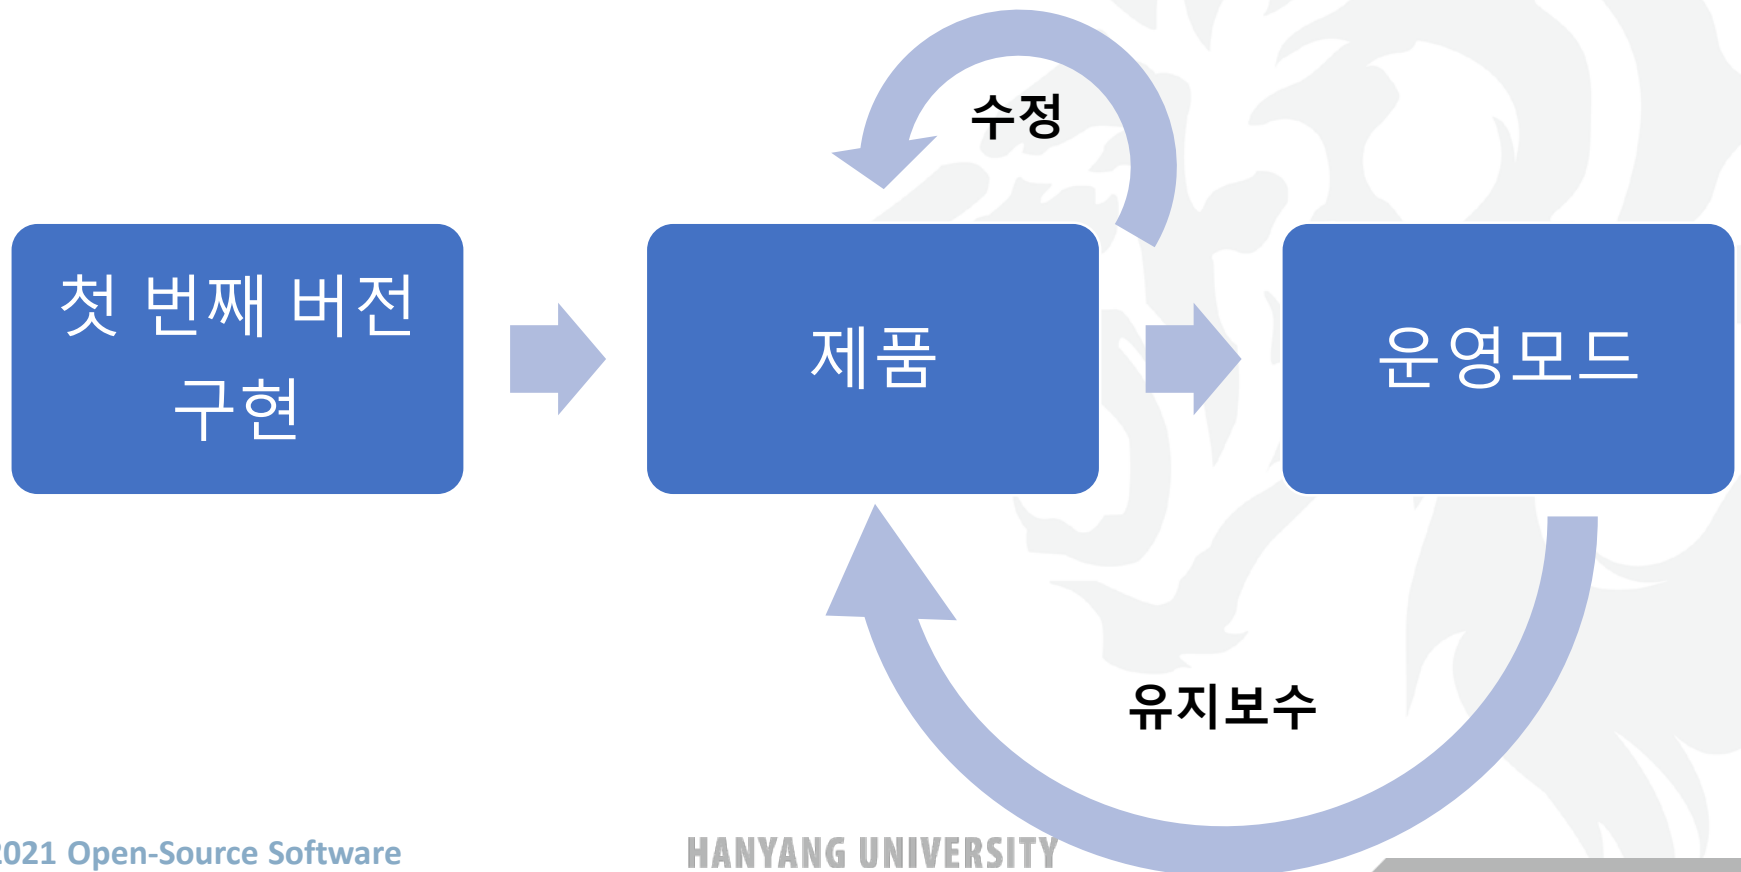 수정
첫 번째 버전
구현
제품
운영모드
유지보수
2021 Open-Source Software
HANYANG UNIVERSITY